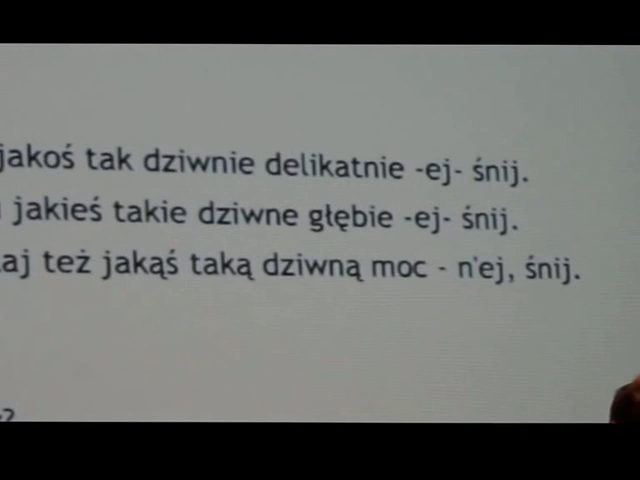 jakoś tak dziwnie delikatnie -ej- śnij.
jakieś takie dziwne głębie -ej- śnij.
aj też jakąś taką dziwną moc - n'ej, śnij.
?